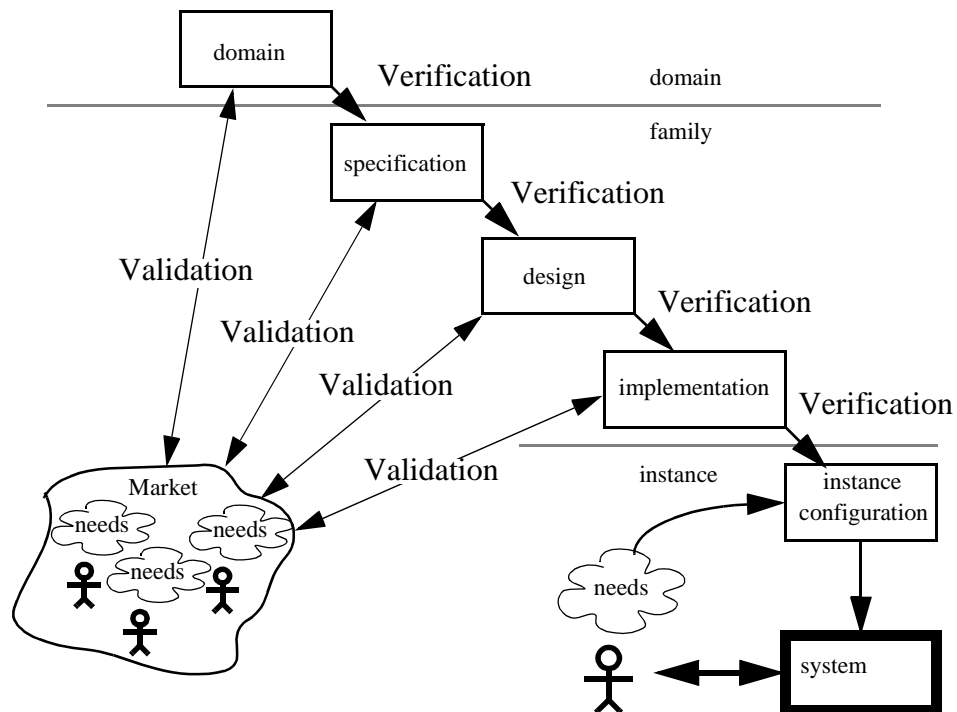 domain
Verification
domain
family
specification
Verification
Validation
design
Verification
Validation
Validation
implementation
Verification
Validation
instance
Market
needs
needs
needs
instance
configuration
needs
system